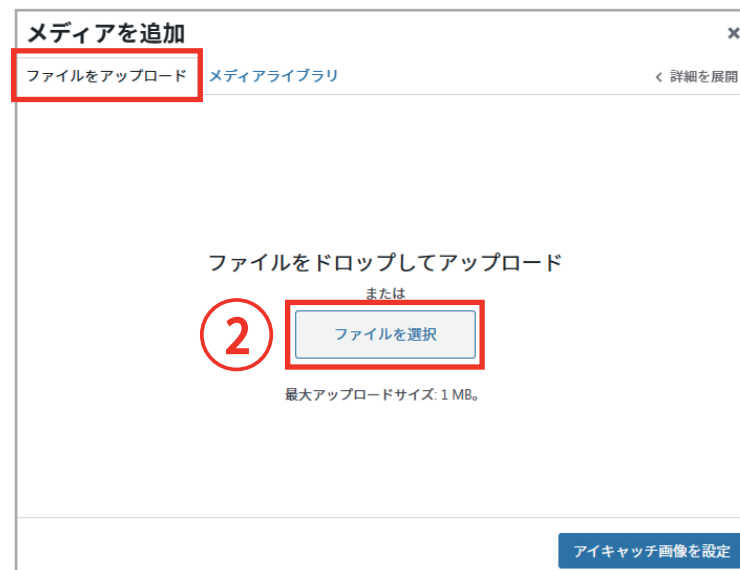 メディアを追加 ×
ファイルをアップロード メディアライブラリ < 詳細を展開
ファイルをドロップしてアップロード
または
② ファイルを選択
最大アップロードサイズ: 1 MB。
アイキャッチ画像を設定